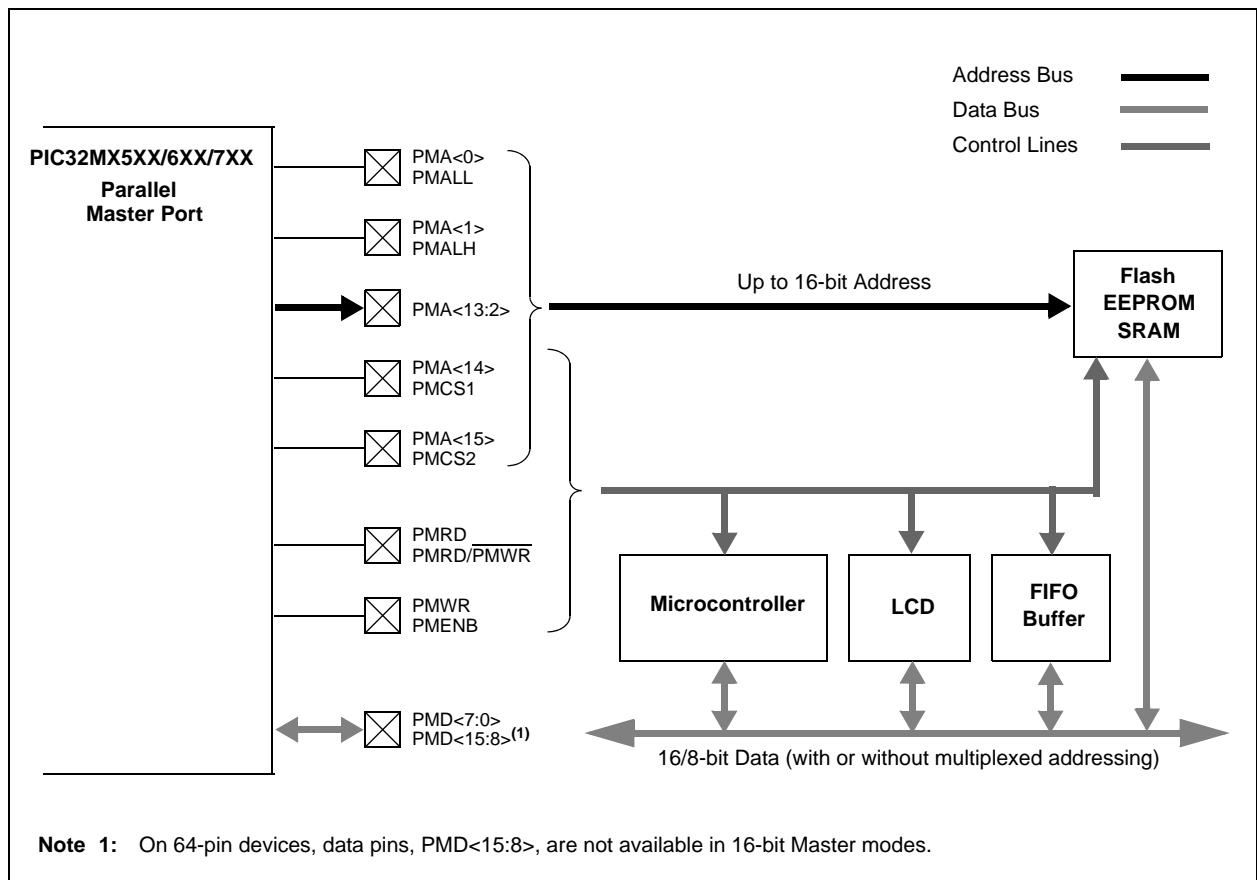 Address Bus
Data Bus
Control Lines
PIC32MX5XX/6XX/7XX
Parallel
Master Port
PMA<0>
PMALL
PMA<1>
PMALH
PMA<13:2>
PMA<14>
PMCS1
PMA<15>
PMCS2
PMRD
PMRD/PMWR
PMWR
PMENB
PMD<7:0>
PMD<15:8>(1)
Up to 16-bit Address
Flash
EEPROM
SRAM
Microcontroller
LCD
FIFO
Buffer
16/8-bit Data (with or without multiplexed addressing)
Note 1: On 64-pin devices, data pins, PMD<15:8>, are not available in 16-bit Master modes.